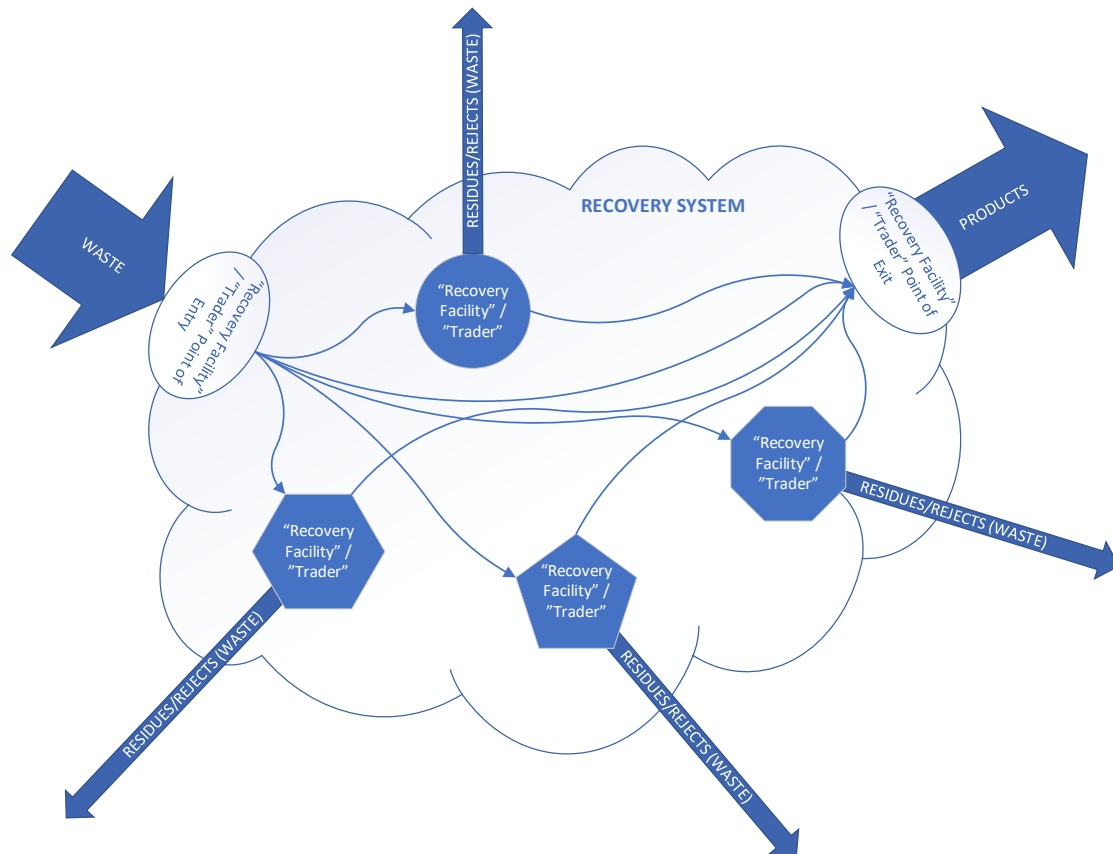 RESIDUES/REJECTS (WASTE)
RECOVERY SYSTEM
WASTE
PRODUCTS
“Recovery Facility”
/ “Trader” Point of
Entry
“Recovery Facility”
/ “Trader” Point of
Exit
“Recovery
Facility” /
”Trader”
“Recovery
Facility” /
”Trader”
RESIDUES/REJECTS (WASTE)
“Recovery
Facility” /
”Trader”
“Recovery
Facility” /
”Trader”
RESIDUES/REJECTS (WASTE)
RESIDUES/REJECTS (WASTE)